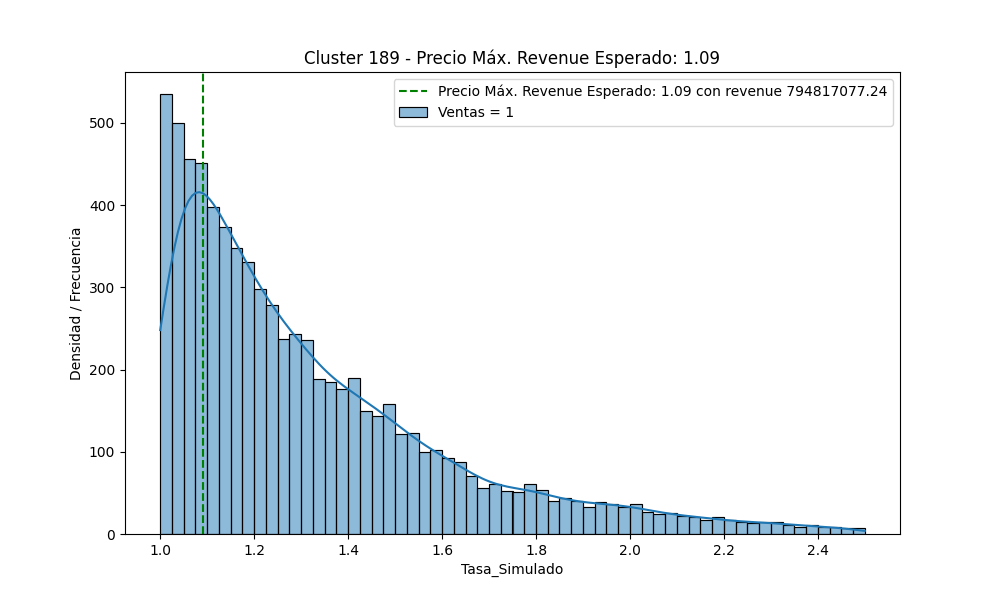 Cluster 189 - Precio Máx. Revenue Esperado: 1.09
Precio Máx. Revenue Esperado: 1.09 con revenue 794817077.24
Ventas = 1
Densidad / Frecuencia
500
400
300
200
100
0
1.0 1.2 1.4 1.6 1.8 2.0 2.2 2.4
Tasa_Simulado